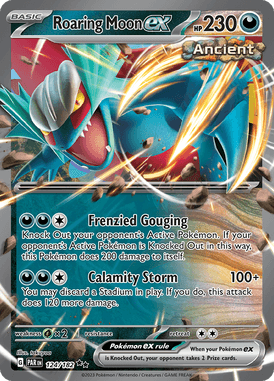 BASIC Roaring Moon ex HP 230
Ancient
Frenzied Gouging
Knock Out your opponent's Active Pokémon. If your
opponent's Active Pokémon is Knocked Out in this way,
this Pokémon does 200 damage to itself.
Calamity Storm 100+
You may discard a Stadium in play. If you do, this attack
does 120 more damage.
weakness ×2 resistance retreat
Pokémon ex rule
When your Pokémon ex
is Knocked Out, your opponent takes 2 Prize cards.
Illus.
PAR EN 124/182
©2023 Pokémon / Nintendo / Creatures / GAME FREAK